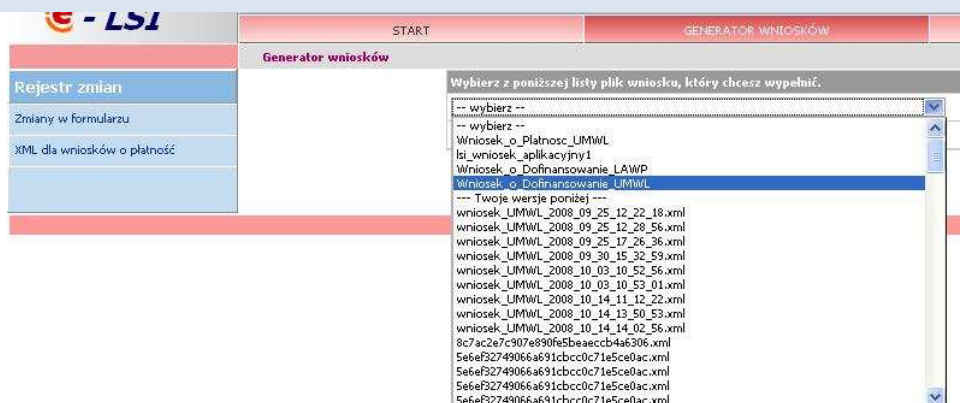 e - LSI
START
GENERATOR WNIOSKÓW
Generator wniosków
Rejestr zmian
Zmiany w formularzu
XML dla wniosków o płatność
Wybierz z poniższej listy plik wniosku, który chcesz wypełnić.
-- wybierz --
-- wybierz --
Wniosek_o_Platnosc_UMWL
lsi_wniosek_aplikacyjny1
Wniosek_o_Dofinansowanie_LAWP
Wniosek_o_Dofinansowanie_UMWL
--- Twoje wersje poniżej ---
wniosek_UMWL_2008_09_25_12_22_18.xml
wniosek_UMWL_2008_09_25_12_28_56.xml
wniosek_UMWL_2008_09_25_17_26_36.xml
wniosek_UMWL_2008_09_30_15_32_59.xml
wniosek_UMWL_2008_10_03_10_52_56.xml
wniosek_UMWL_2008_10_03_10_53_01.xml
wniosek_UMWL_2008_10_14_11_12_22.xml
wniosek_UMWL_2008_10_14_13_50_53.xml
wniosek_UMWL_2008_10_14_14_02_56.xml
8c7ac2e7c907e890fe5beaeccb4a6306.xml
5e6ef32749066a691cbcc0c71e5ce0ac.xml
5e6ef32749066a691cbcc0c71e5ce0ac.xml
5e6ef32749066a691cbcc0c71e5ce0ac.xml
5e6ef32749066a691cbcc0c71e5ce0ac.xml